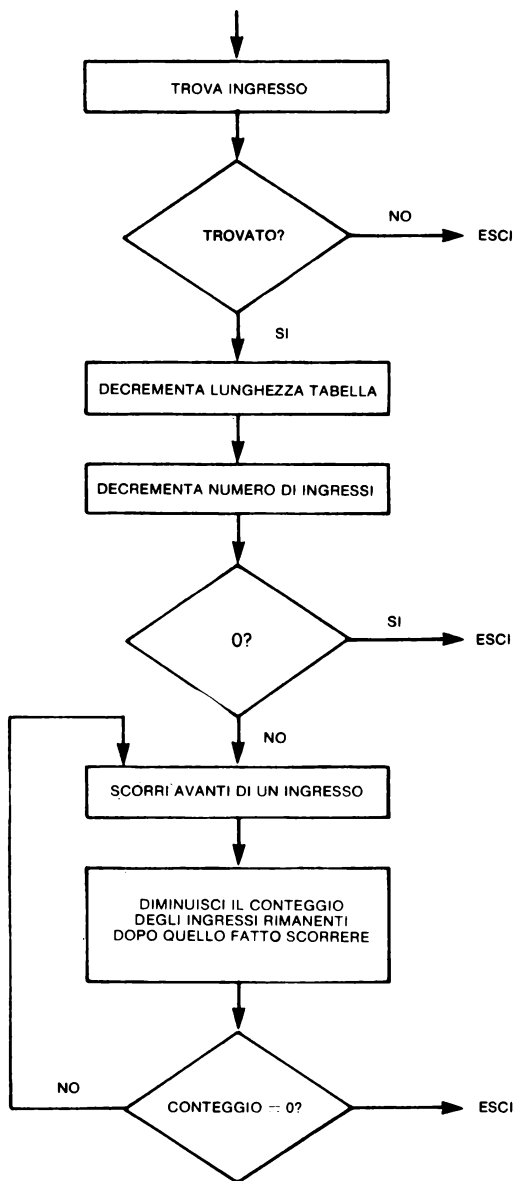 TROVA INGRESSO
TROVATO?
NO
ESCI
SI
DECREMENTA LUNGHEZZA TABELLA
DECREMENTA NUMERO DI INGRESSI
0?
SI
ESCI
NO
SCORRI AVANTI DI UN INGRESSO
DIMINUISCI IL CONTEGGIO
DEGLI INGRESSI RIMANENTI
DOPO QUELLO FATTO SCORRERE
NO
CONTEGGIO = 0?
ESCI